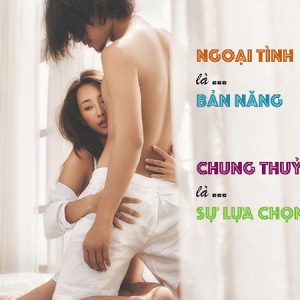 NGOẠI TÌNH
là ...
BẢN NĂNG
CHUNG THUỶ
là ...
SỰ LỰA CHỌN